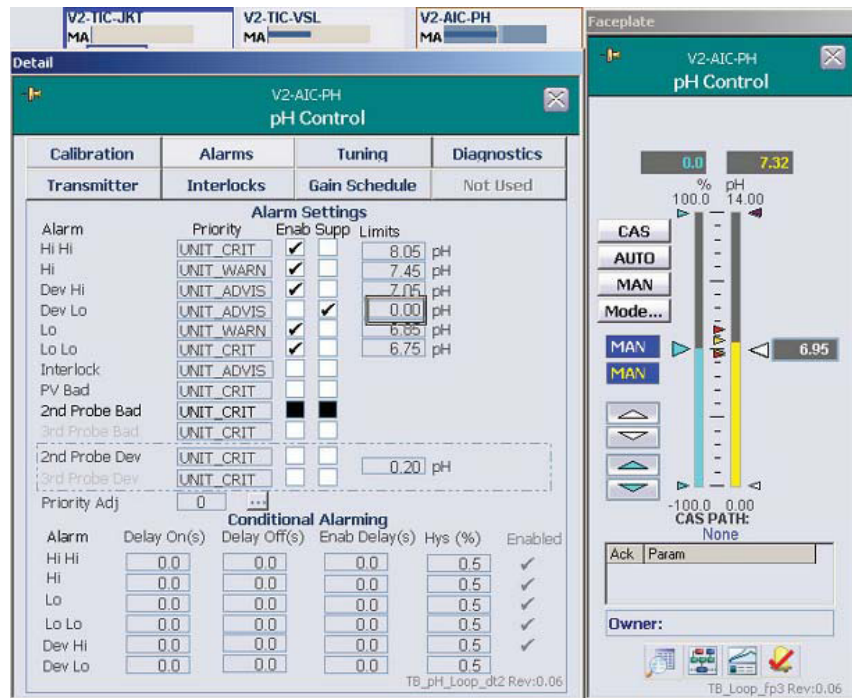 V2-TIC-JKT V2-TIC-VSL V2-AIC-PH
MA MA MA
Detail
V2-AIC-PH
pH Control
Calibration Alarms Tuning Diagnostics
Transmitter Interlocks Gain Schedule Not Used
Alarm Settings
Alarm Priority Enab Supp Limits
Hi Hi UNIT_CRIT 8.05 pH
Hi UNIT_WARN 7.45 pH
Dev Hi UNIT_ADVIS 7.05 pH
Dev Lo UNIT_ADVIS 0.00 pH
Lo UNIT_WARN 6.85 pH
Lo Lo UNIT_CRIT 6.75 pH
Interlock UNIT_ADVIS
PV Bad UNIT_CRIT
2nd Probe Bad UNIT_CRIT
3rd Probe Bad UNIT_CRIT
2nd Probe Dev UNIT_CRIT 0.20 pH
3rd Probe Dev UNIT_CRIT
Priority Adj 0 ...
Conditional Alarming
Alarm Delay On(s) Delay Off(s) Enab Delay(s) Hys (%) Enabled
Hi Hi 0.0 0.0 0.0 0.5
Hi 0.0 0.0 0.0 0.5
Lo 0.0 0.0 0.0 0.5
Lo Lo 0.0 0.0 0.0 0.5
Dev Hi 0.0 0.0 0.0 0.5
Dev Lo 0.0 0.0 0.0 0.5
TB_pH_Loop_dt2 Rev:0.06
Faceplate
V2-AIC-PH
pH Control
0.0 7.32
% pH
100.0 14.00
CAS
AUTO
MAN
Mode...
MAN 6.95
MAN
-100.0 0.00
CAS PATH:
None
Ack Param
Owner:
TB_Loop_fp3 Rev:0.06